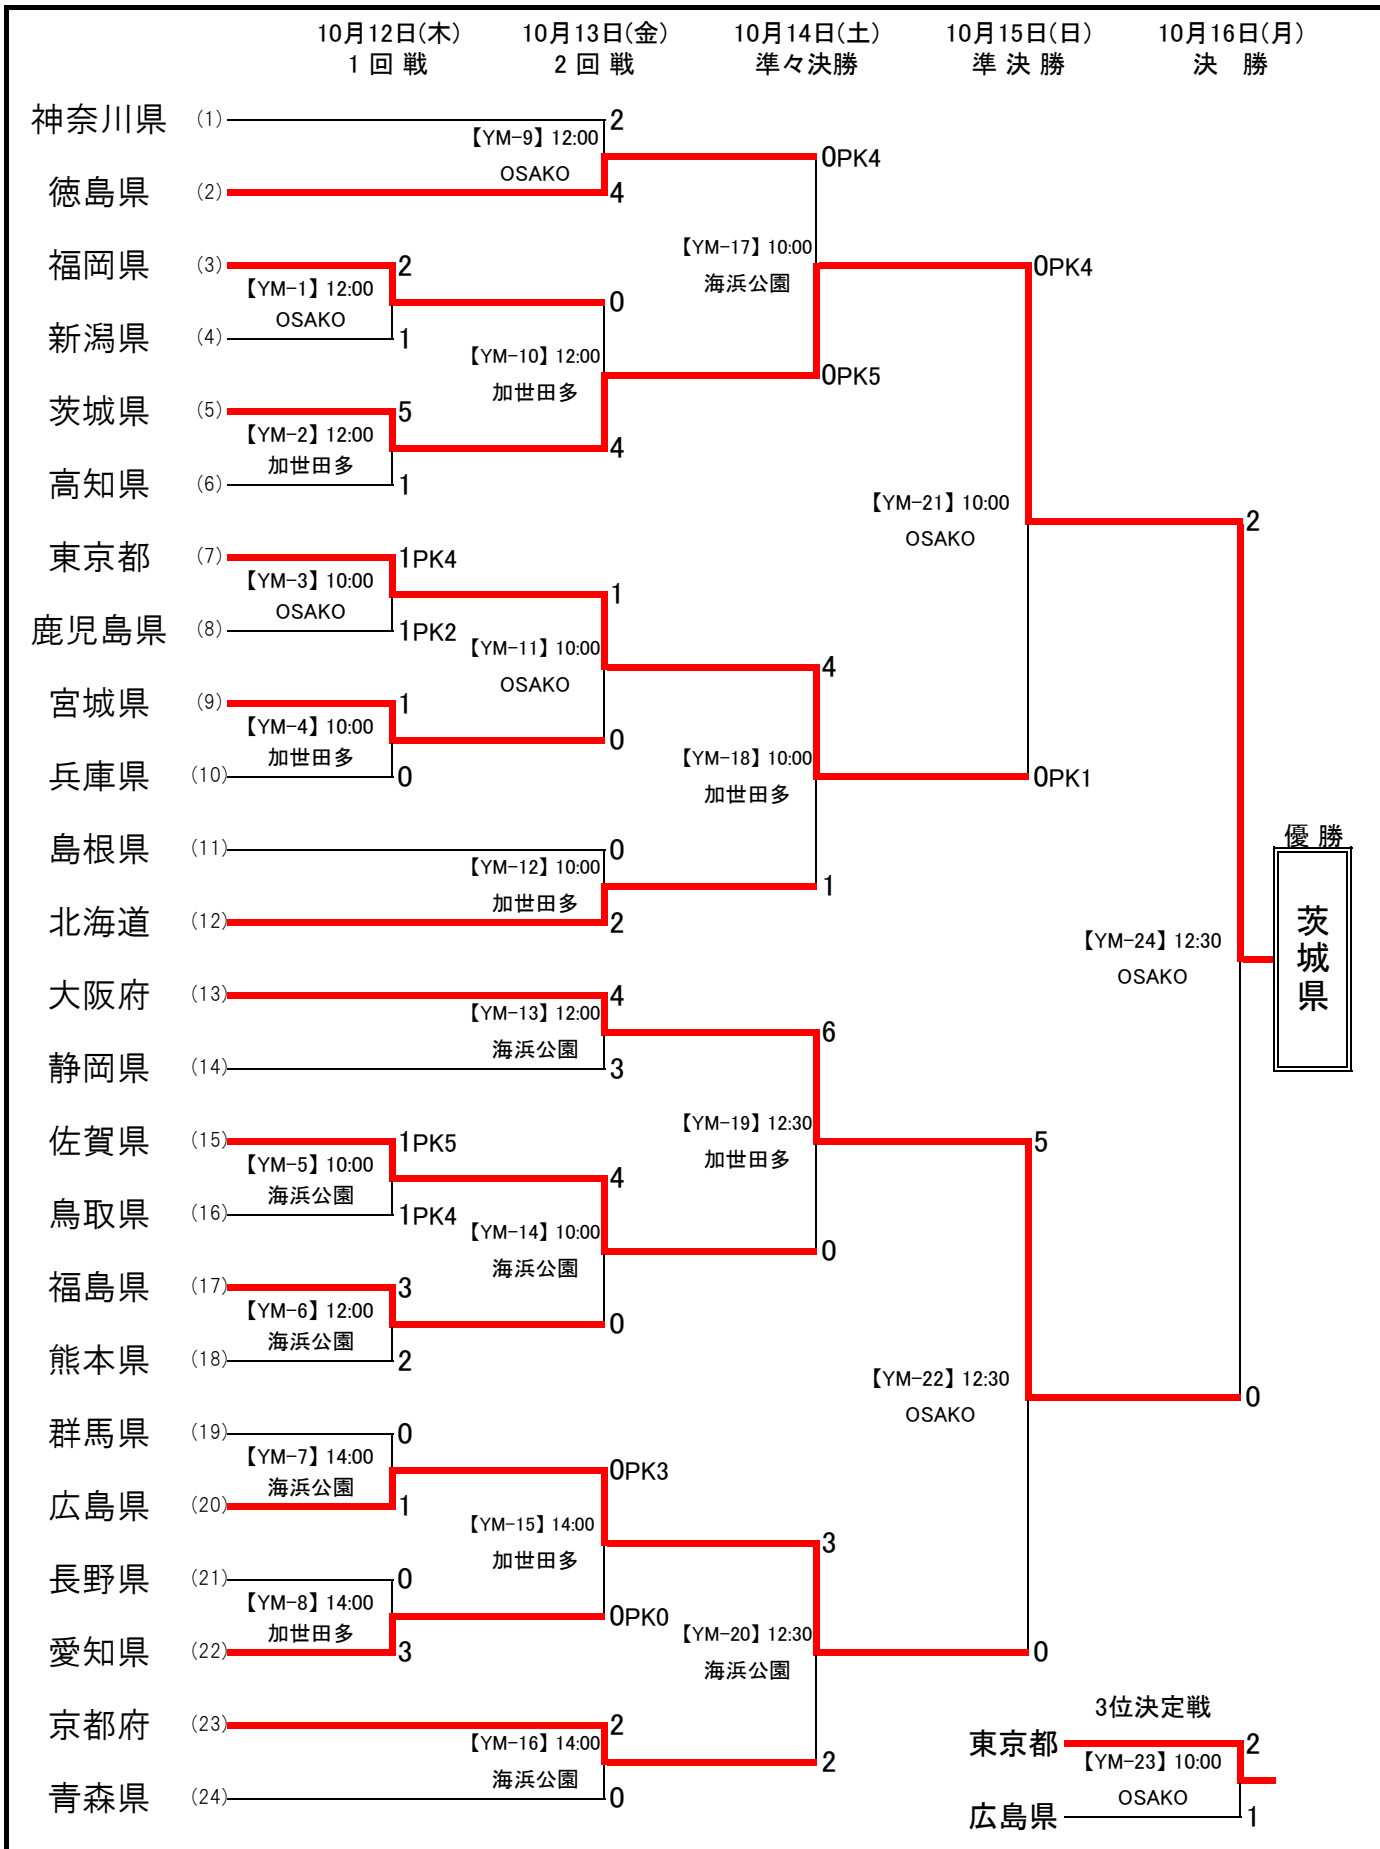 10月12日(木) 10月13日(金) 10月14日(土) 10月15日(日) 10月16日(月)
1 回 戦 2 回 戦 準々決勝 準 決 勝 決 勝
神奈川県 (1) 2
【YM-9】 12:00
OSAKO 0PK4
徳島県 (2) 4
【YM-17】 10:00
海浜公園
福岡県 (3) 2 0PK4
【YM-1】 12:00
OSAKO 0
新潟県 (4) 1
【YM-10】 12:00
加世田多 0PK5
茨城県 (5) 5
【YM-2】 12:00
加世田多 4
高知県 (6) 1
【YM-21】 10:00
OSAKO 2
東京都 (7) 1PK4
【YM-3】 10:00
OSAKO 1
鹿児島県 (8) 1PK2
【YM-11】 10:00
OSAKO 4
宮城県 (9) 1
【YM-4】 10:00
加世田多 0
兵庫県 (10) 0
【YM-18】 10:00
加世田多 0PK1
島根県 (11) 0
【YM-12】 10:00
加世田多 1
北海道 (12) 2
優 勝
茨城県
【YM-24】 12:30
OSAKO
大阪府 (13) 4
【YM-13】 12:00
海浜公園 6
静岡県 (14) 3
【YM-19】 12:30
加世田多 5
佐賀県 (15) 1PK5
【YM-5】 10:00
海浜公園 4
鳥取県 (16) 1PK4
【YM-14】 10:00
海浜公園 0
福島県 (17) 3
【YM-6】 12:00
海浜公園 0
熊本県 (18) 2
【YM-22】 12:30
OSAKO 0
群馬県 (19) 0
【YM-7】 14:00
海浜公園 0PK3
広島県 (20) 1
【YM-15】 14:00
加世田多 3
長野県 (21) 0
【YM-8】 14:00
加世田多 0PK0
愛知県 (22) 3
【YM-20】 12:30
海浜公園 0
京都府 (23) 2
【YM-16】 14:00
海浜公園 2
青森県 (24) 0
3位決定戦
東京都 2
【YM-23】 10:00
OSAKO
広島県 1